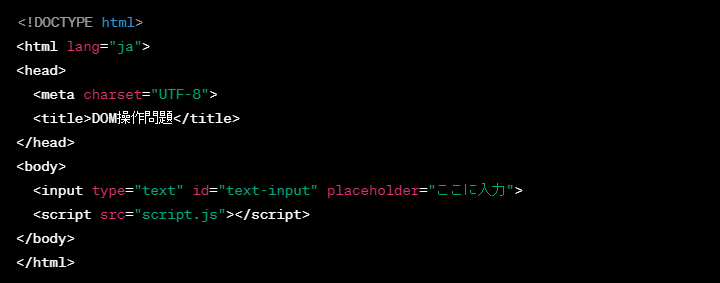 <!DOCTYPE html>
<html lang="ja">
<head>
  <meta charset="UTF-8">
  <title>DOM操作問題</title>
</head>
<body>
  <input type="text" id="text-input" placeholder="ここに入力">
  <script src="script.js"></script>
</body>
</html>